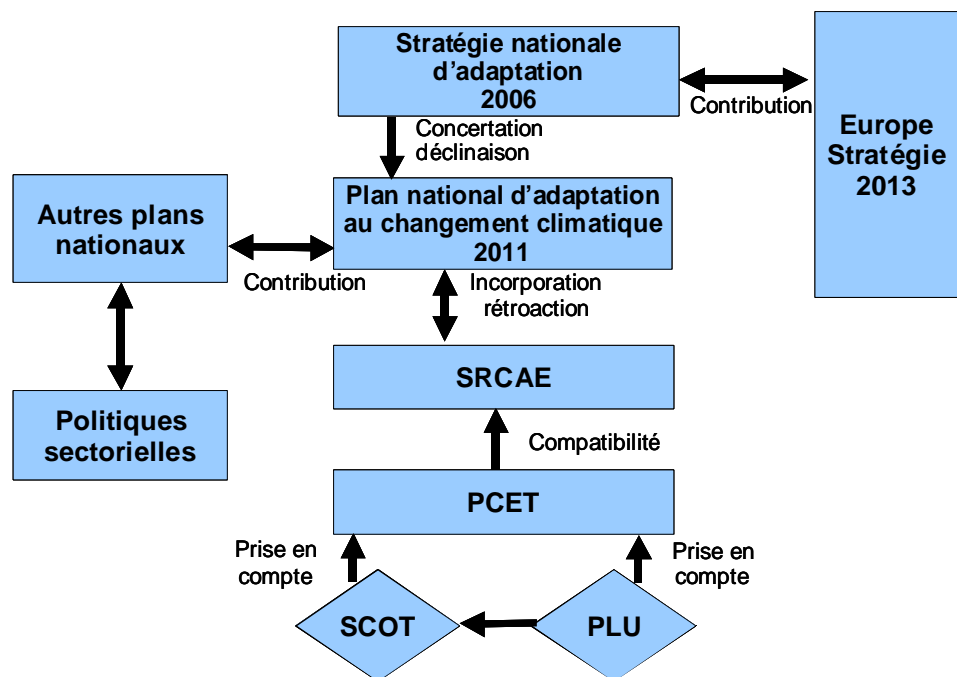 Stratégie nationale
d'adaptation
2006
Contribution
Europe
Stratégie
2013
Concertation
déclinaison
Autres plans
nationaux
Plan national d'adaptation
au changement climatique
2011
Contribution
Incorporation
rétroaction
SRCAE
Politiques
sectorielles
Compatibilité
PCET
Prise en
compte
Prise en
compte
SCOT
PLU